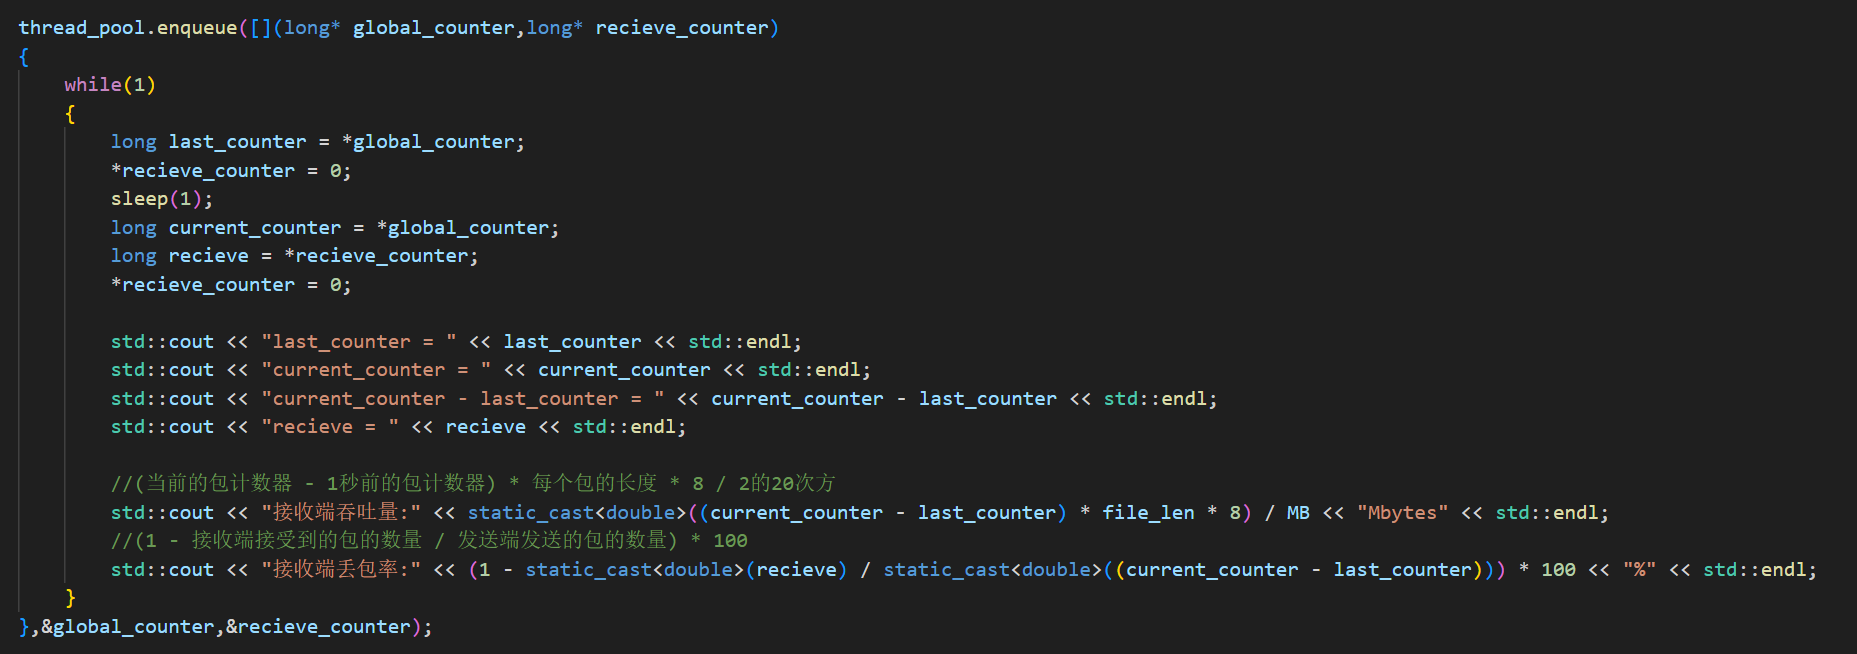 thread_pool.enqueue([](long* global_counter,long* recieve_counter)
{
    while(1)
    {
        long last_counter = *global_counter;
        *recieve_counter = 0;
        sleep(1);
        long current_counter = *global_counter;
        long recieve = *recieve_counter;
        *recieve_counter = 0;

        std::cout << "last_counter = " << last_counter << std::endl;
        std::cout << "current_counter = " << current_counter << std::endl;
        std::cout << "current_counter - last_counter = " << current_counter - last_counter << std::endl;
        std::cout << "recieve = " << recieve << std::endl;

        //(当前的包计数器 - 1秒前的包计数器) * 每个包的长度 * 8 / 2的20次方
        std::cout << "接收端吞吐量:" << static_cast<double>((current_counter - last_counter) * file_len * 8) / MB << "Mbytes" << std::endl;
        //(1 - 接收端接受到的包的数量 / 发送端发送的包的数量) * 100
        std::cout << "接收端丢包率:" << (1 - static_cast<double>(recieve) / static_cast<double>((current_counter - last_counter))) * 100 << "%" << std::endl;
    }
},&global_counter,&recieve_counter);